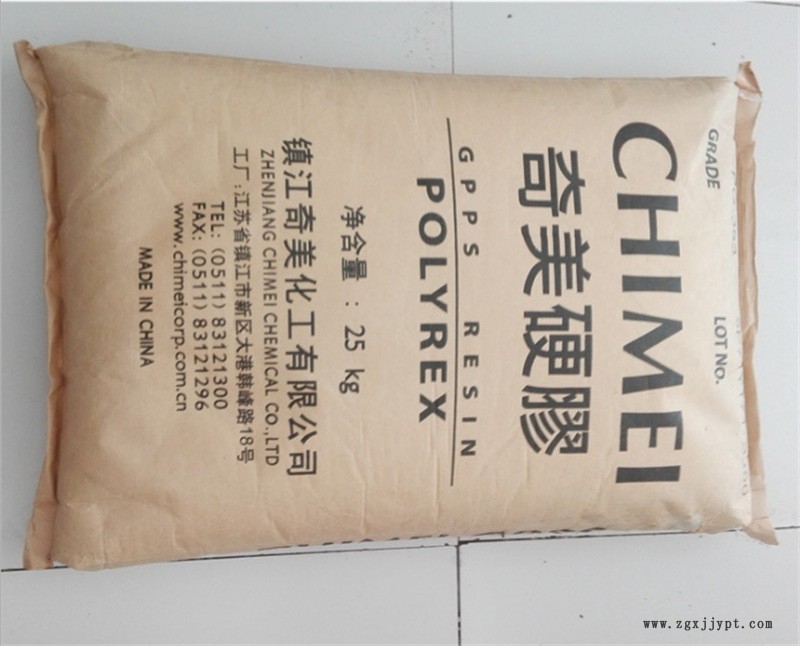 GRADE
LOT NO.
CHIMEI
奇美硬膠
GPPS RESIN
POLYREX
净含量：25 kg
镇江奇美化工有限公司
ZHENJIANG CHIMEI CHEMICAL CO.,LTD
工厂：江苏省镇江市新区大港韩峰路18号
TEL: (0511) 83121300
FAX: (0511) 83121296
www.chimeicorp.com.cn
MADE IN CHINA
www.zgxjjypt.com